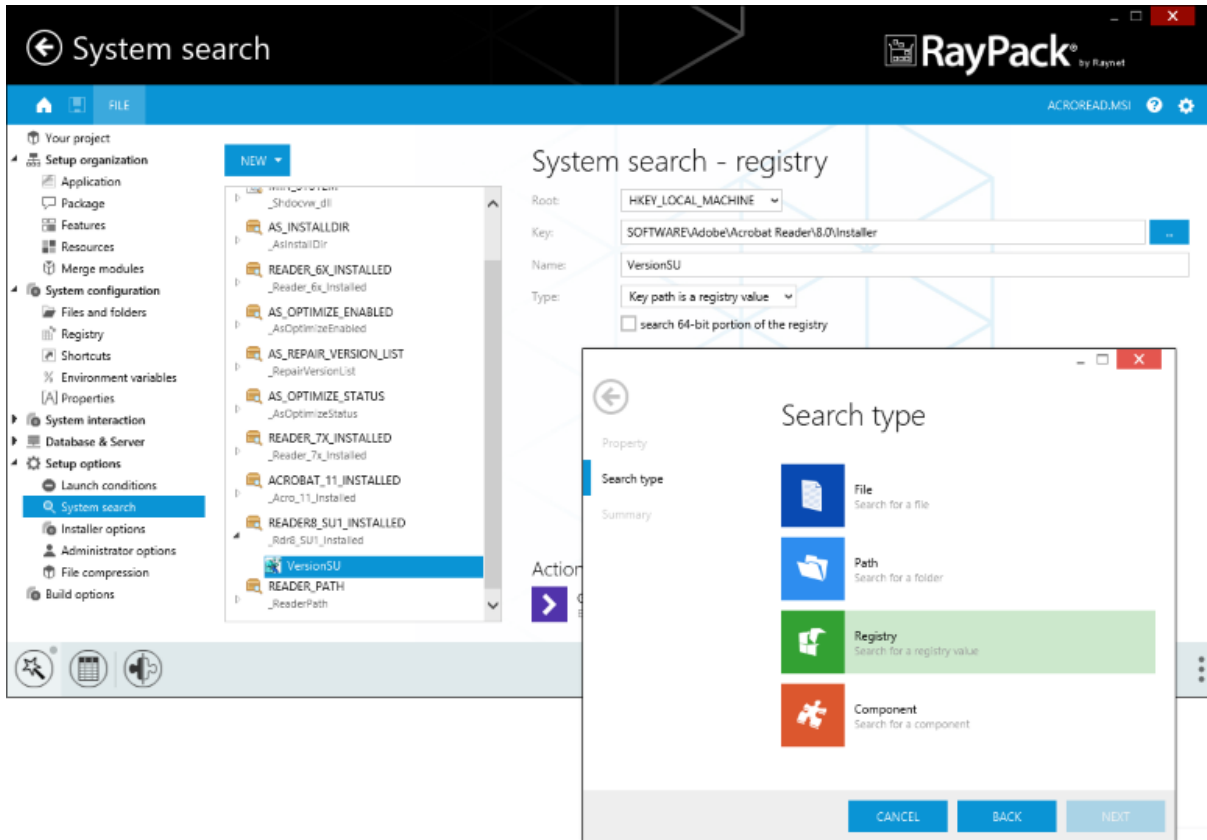 System search
RayPack® by Raynet
FILE
ACROREAD.MSI
Your project
Setup organization
Application
Package
Features
Resources
Merge modules
System configuration
Files and folders
Registry
Shortcuts
Environment variables
[A] Properties
System interaction
Database & Server
Setup options
Launch conditions
System search
Installer options
Administrator options
File compression
Build options
NEW
_Shdocvw_dll
AS_INSTALLDIR
_AsInstallDir
READER_6X_INSTALLED
_Reader_6x_Installed
AS_OPTIMIZE_ENABLED
_AsOptimizeEnabled
AS_REPAIR_VERSION_LIST
_RepairVersionList
AS_OPTIMIZE_STATUS
_AsOptimizeStatus
READER_7X_INSTALLED
_Reader_7x_Installed
ACROBAT_11_INSTALLED
_Acro_11_Installed
READER8_SU1_INSTALLED
_Rdr8_SU1_Installed
VersionSU
READER_PATH
_ReaderPath
System search - registry
Root: HKEY_LOCAL_MACHINE
Key: SOFTWARE\Adobe\Acrobat Reader\8.0\Installer ...
Name: VersionSU
Type: Key path is a registry value
search 64-bit portion of the registry
Action
Property
Search type
Summary
Search type
File
Search for a file
Path
Search for a folder
Registry
Search for a registry value
Component
Search for a component
CANCEL
BACK
NEXT